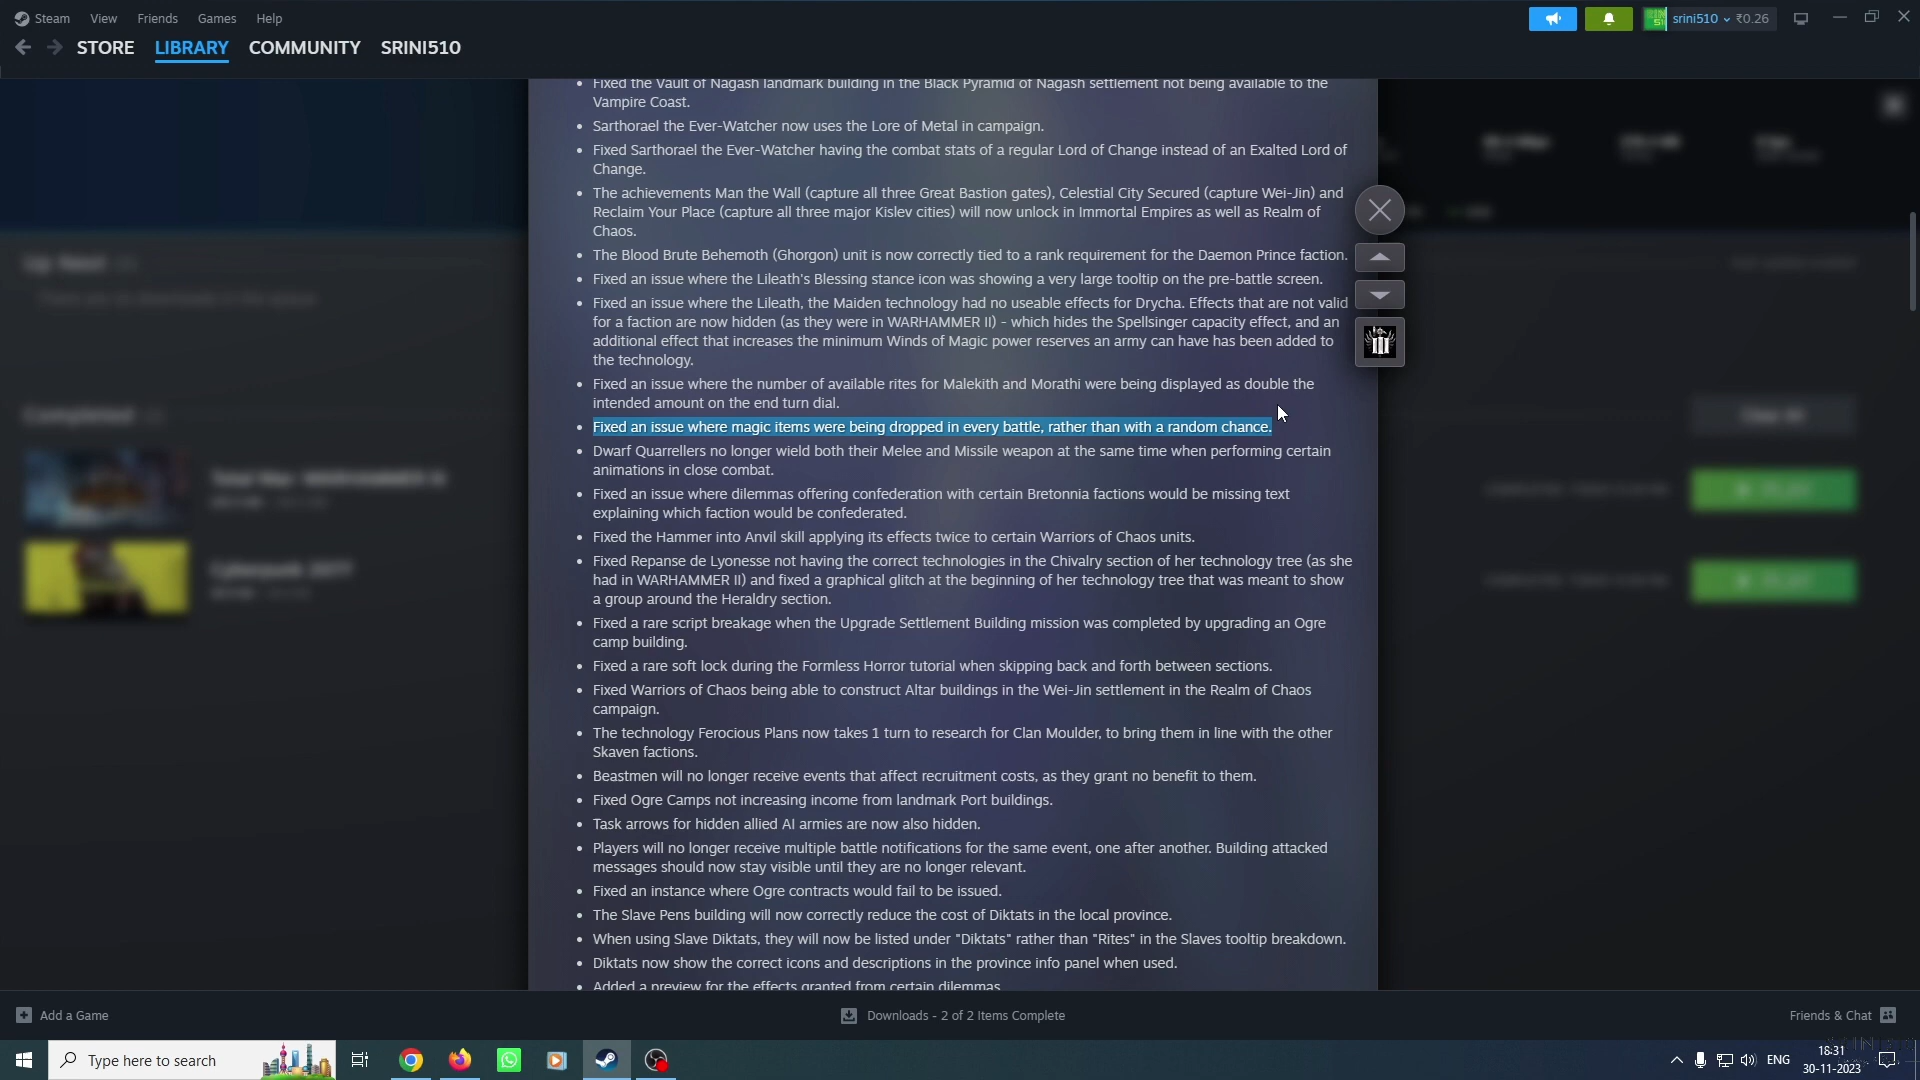 Steam View Friends Games Help
srini510 ₹0.26
STORE LIBRARY COMMUNITY SRINI510
Fixed the Vault of Nagash landmark building in the Black Pyramid of Nagash settlement not being available to the
Vampire Coast.
Sarthorael the Ever-Watcher now uses the Lore of Metal in campaign.
Fixed Sarthorael the Ever-Watcher having the combat stats of a regular Lord of Change instead of an Exalted Lord of
Change.
The achievements Man the Wall (capture all three Great Bastion gates), Celestial City Secured (capture Wei-Jin) and
Reclaim Your Place (capture all three major Kislev cities) will now unlock in Immortal Empires as well as Realm of
Chaos.
The Blood Brute Behemoth (Ghorgon) unit is now correctly tied to a rank requirement for the Daemon Prince faction.
Fixed an issue where the Lileath's Blessing stance icon was showing a very large tooltip on the pre-battle screen.
Fixed an issue where the Lileath, the Maiden technology had no useable effects for Drycha. Effects that are not valid
for a faction are now hidden (as they were in WARHAMMER II) - which hides the Spellsinger capacity effect, and an
additional effect that increases the minimum Winds of Magic power reserves an army can have has been added to
the technology.
Fixed an issue where the number of available rites for Malekith and Morathi were being displayed as double the
intended amount on the end turn dial.
Fixed an issue where magic items were being dropped in every battle, rather than with a random chance.
Dwarf Quarrellers no longer wield both their Melee and Missile weapon at the same time when performing certain
animations in close combat.
Fixed an issue where dilemmas offering confederation with certain Bretonnia factions would be missing text
explaining which faction would be confederated.
Fixed the Hammer into Anvil skill applying its effects twice to certain Warriors of Chaos units.
Fixed Repanse de Lyonesse not having the correct technologies in the Chivalry section of her technology tree (as she
had in WARHAMMER II) and fixed a graphical glitch at the beginning of her technology tree that was meant to show
a group around the Heraldry section.
Fixed a rare script breakage when the Upgrade Settlement Building mission was completed by upgrading an Ogre
camp building.
Fixed a rare soft lock during the Formless Horror tutorial when skipping back and forth between sections.
Fixed Warriors of Chaos being able to construct Altar buildings in the Wei-Jin settlement in the Realm of Chaos
campaign.
The technology Ferocious Plans now takes 1 turn to research for Clan Moulder, to bring them in line with the other
Skaven factions.
Beastmen will no longer receive events that affect recruitment costs, as they grant no benefit to them.
Fixed Ogre Camps not increasing income from landmark Port buildings.
Task arrows for hidden allied AI armies are now also hidden.
Players will no longer receive multiple battle notifications for the same event, one after another. Building attacked
messages should now stay visible until they are no longer relevant.
Fixed an instance where Ogre contracts would fail to be issued.
The Slave Pens building will now correctly reduce the cost of Diktats in the local province.
When using Slave Diktats, they will now be listed under "Diktats" rather than "Rites" in the Slaves tooltip breakdown.
Diktats now show the correct icons and descriptions in the province info panel when used.
Added a preview for the effects granted from certain dilemmas.
Up Next
Completed
Clear All
Total War: WARHAMMER III
Cyberpunk 2077
Add a Game
Downloads - 2 of 2 Items Complete
Friends & Chat
Type here to search
ENG
18:31
30-11-2023